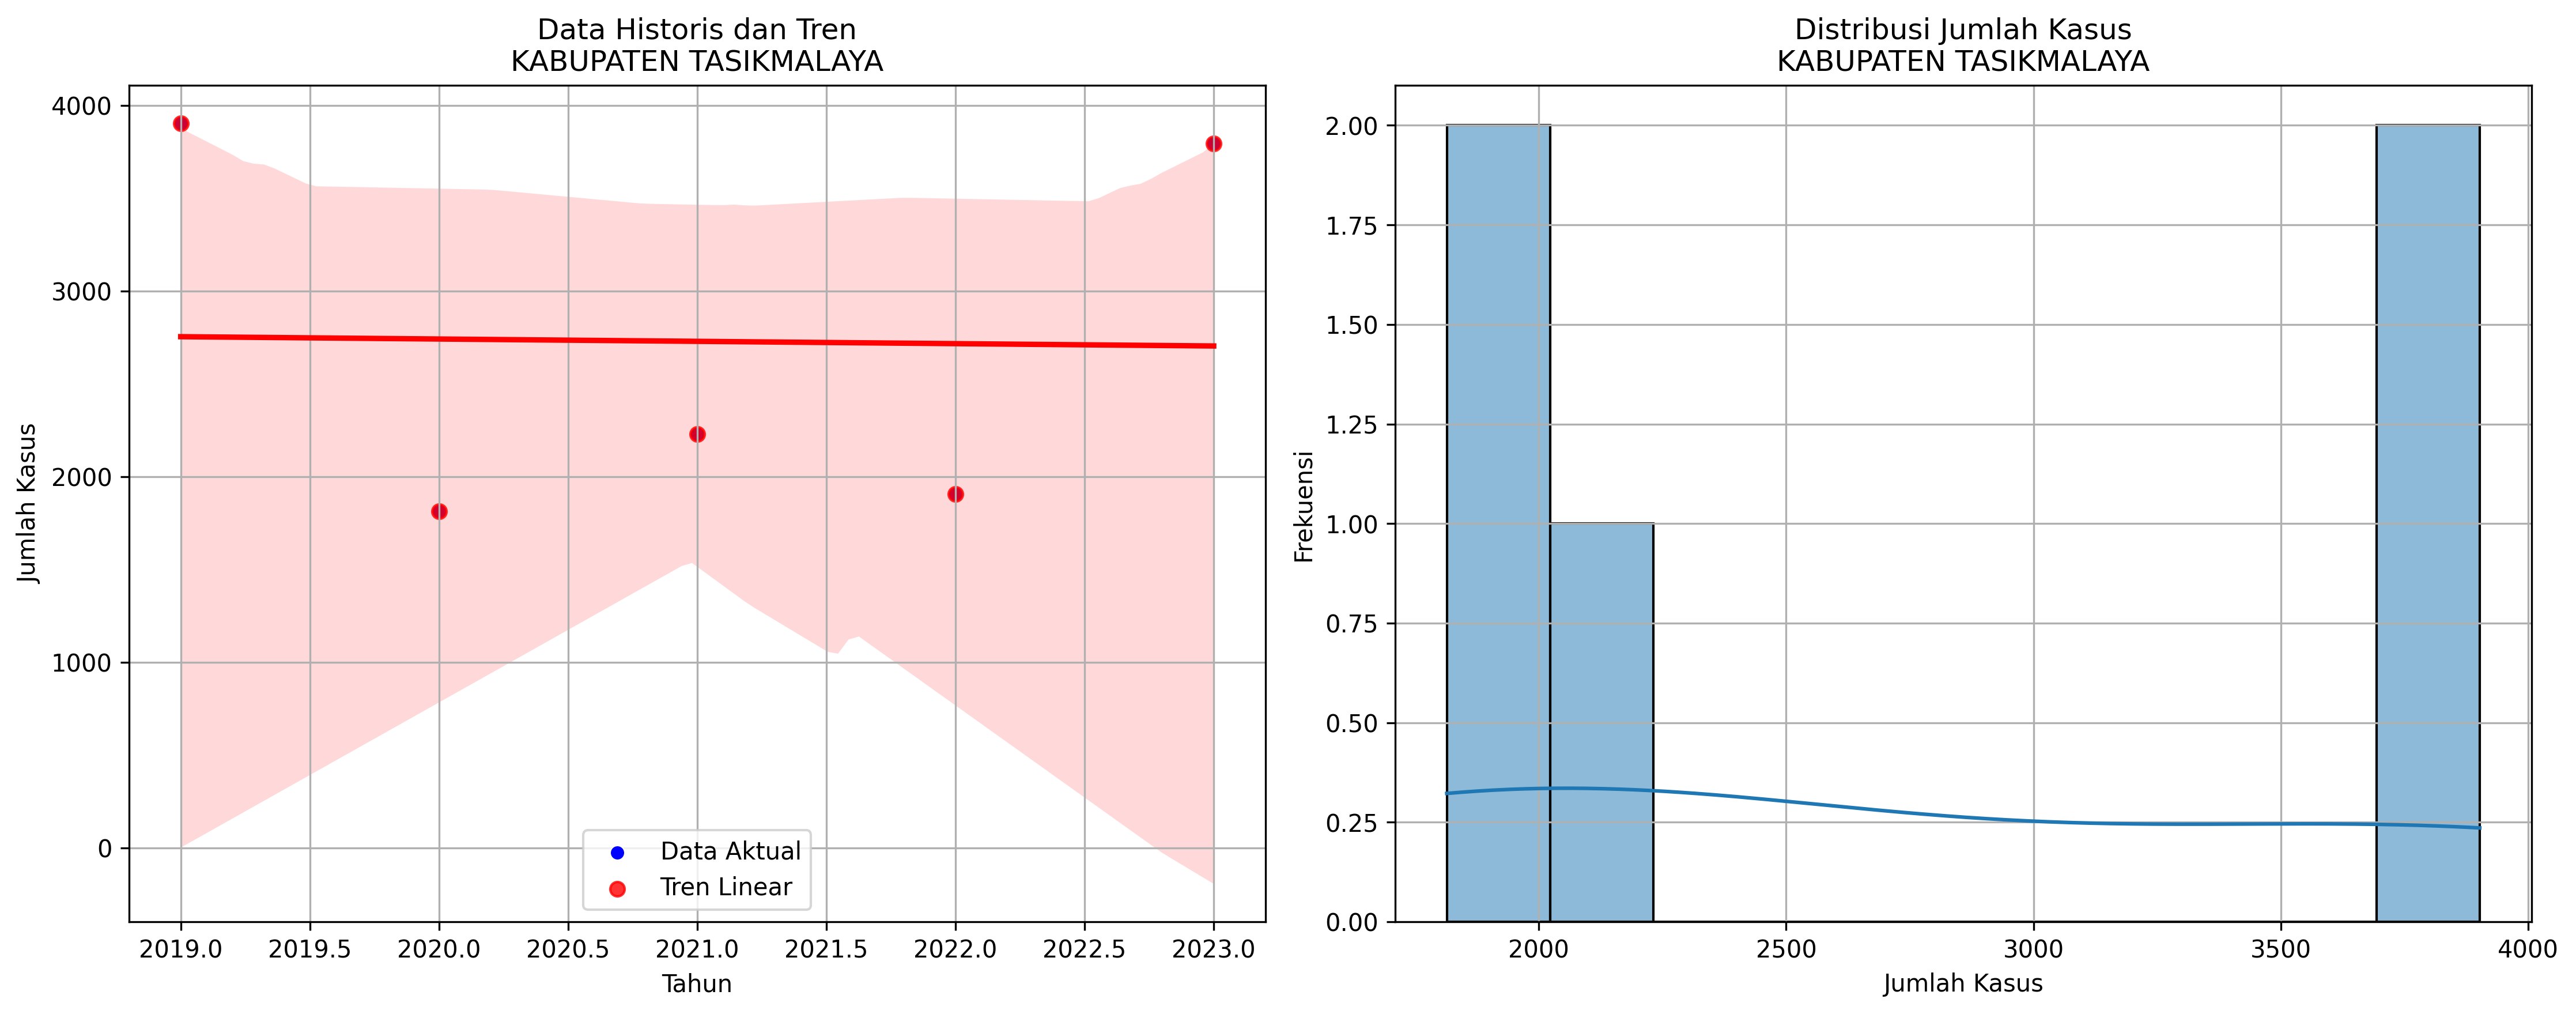 Data Historis dan Tren
KABUPATEN TASIKMALAYA
Jumlah Kasus
4000
3000
2000
1000
0
Data Aktual
Tren Linear
2019.0 2019.5 2020.0 2020.5 2021.0 2021.5 2022.0 2022.5 2023.0
Tahun
Distribusi Jumlah Kasus
KABUPATEN TASIKMALAYA
Frekuensi
2.00
1.75
1.50
1.25
1.00
0.75
0.50
0.25
0.00
2000 2500 3000 3500 4000
Jumlah Kasus